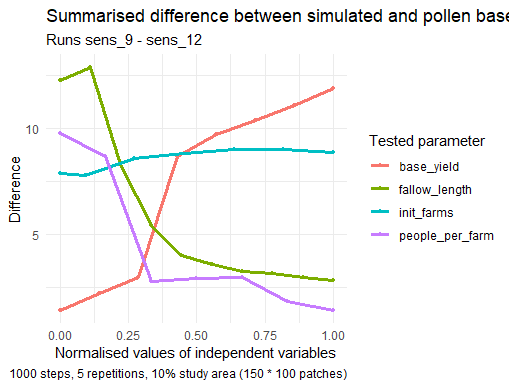 Summarised difference between simulated and pollen base
Runs sens_9 - sens_12
10
5
Difference
0.00 0.25 0.50 0.75 1.00
Normalised values of independent variables
1000 steps, 5 repetitions, 10% study area (150 * 100 patches)
Tested parameter
base_yield
fallow_length
init_farms
people_per_farm